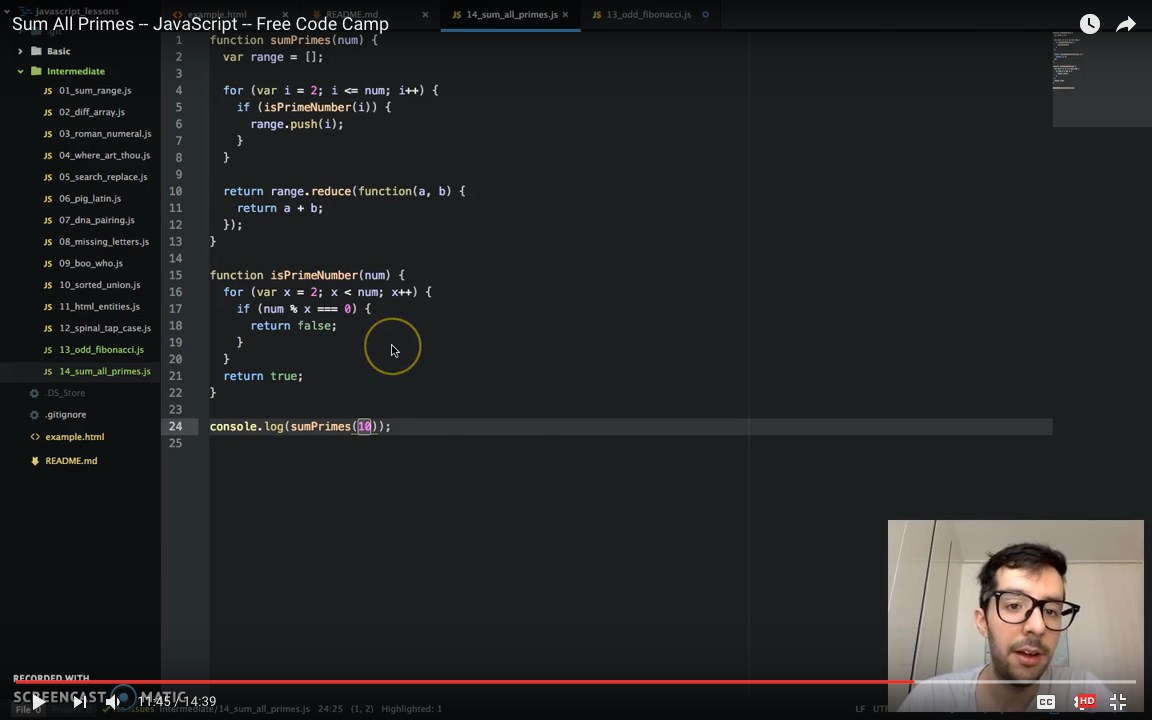 Sum All Primes -- JavaScript -- Free Code Camp
javascript_lessons
example.html
README.md
14_sum_all_primes.js
13_odd_fibonacci.js
.git
Basic
Intermediate
01_sum_range.js
02_diff_array.js
03_roman_numeral.js
04_where_art_thou.js
05_search_replace.js
06_pig_latin.js
07_dna_pairing.js
08_missing_letters.js
09_boo_who.js
10_sorted_union.js
11_html_entities.js
12_spinal_tap_case.js
13_odd_fibonacci.js
14_sum_all_primes.js
.DS_Store
.gitignore
example.html
README.md
1 function sumPrimes(num) {
2 var range = [];
3
4 for (var i = 2; i <= num; i++) {
5 if (isPrimeNumber(i)) {
6 range.push(i);
7 }
8 }
9
10 return range.reduce(function(a, b) {
11 return a + b;
12 });
13 }
14
15 function isPrimeNumber(num) {
16 for (var x = 2; x < num; x++) {
17 if (num % x === 0) {
18 return false;
19 }
20 }
21 return true;
22 }
23
24 console.log(sumPrimes(10));
25
RECORDED WITH
SCREENCAST MATIC
11:45 / 14:39
CC
HD
File 0
Issues
Intermediate/14_sum_all_primes.js 24:25 (1, 2) Highlighted: 1
LF